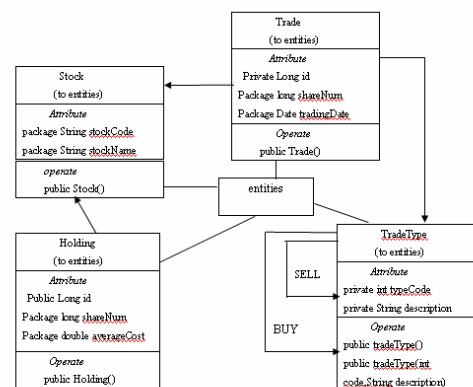 Trade
(to entities)
Attribute
Private Long id
Package long shareNum
Package Date tradingDate
Operate
public Trade()
Stock
(to entities)
Attribute
package String stockCode
package String stockName
operate
public Stock()
entities
Holding
(to entities)
Attribute
Public Long id
Package long shareNum
Package double averageCost
Operate
public Holding()
SELL
BUY
TradeType
(to entities)
Attribute
private int typeCode
private String description
Operate
public tradeType()
public tradeType(int
code,String description)